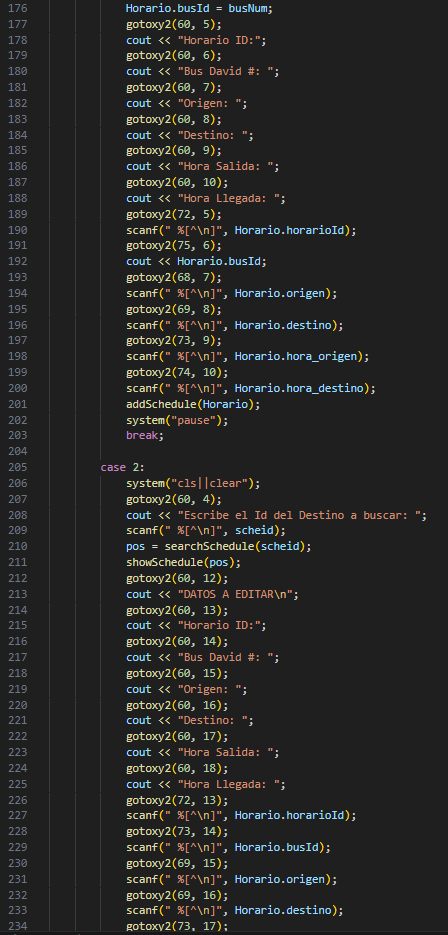 176 Horario.busId = busNum;
177 gotoxy2(60, 5);
178 cout << "Horario ID:";
179 gotoxy2(60, 6);
180 cout << "Bus David #: ";
181 gotoxy2(60, 7);
182 cout << "Origen: ";
183 gotoxy2(60, 8);
184 cout << "Destino: ";
185 gotoxy2(60, 9);
186 cout << "Hora Salida: ";
187 gotoxy2(60, 10);
188 cout << "Hora Llegada: ";
189 gotoxy2(72, 5);
190 scanf(" %[^\n]", Horario.horarioId);
191 gotoxy2(75, 6);
192 cout << Horario.busId;
193 gotoxy2(68, 7);
194 scanf(" %[^\n]", Horario.origen);
195 gotoxy2(69, 8);
196 scanf(" %[^\n]", Horario.destino);
197 gotoxy2(73, 9);
198 scanf(" %[^\n]", Horario.hora_origen);
199 gotoxy2(74, 10);
200 scanf(" %[^\n]", Horario.hora_destino);
201 addSchedule(Horario);
202 system("pause");
203 break;
204
205 case 2:
206 system("cls||clear");
207 gotoxy2(60, 4);
208 cout << "Escribe el Id del Destino a buscar: ";
209 scanf(" %[^\n]", scheid);
210 pos = searchSchedule(scheid);
211 showSchedule(pos);
212 gotoxy2(60, 12);
213 cout << "DATOS A EDITAR\n";
214 gotoxy2(60, 13);
215 cout << "Horario ID:";
216 gotoxy2(60, 14);
217 cout << "Bus David #: ";
218 gotoxy2(60, 15);
219 cout << "Origen: ";
220 gotoxy2(60, 16);
221 cout << "Destino: ";
222 gotoxy2(60, 17);
223 cout << "Hora Salida: ";
224 gotoxy2(60, 18);
225 cout << "Hora Llegada: ";
226 gotoxy2(72, 13);
227 scanf(" %[^\n]", Horario.horarioId);
228 gotoxy2(73, 14);
229 scanf(" %[^\n]", Horario.busId);
230 gotoxy2(69, 15);
231 scanf(" %[^\n]", Horario.origen);
232 gotoxy2(69, 16);
233 scanf(" %[^\n]", Horario.destino);
234 gotoxy2(73, 17);